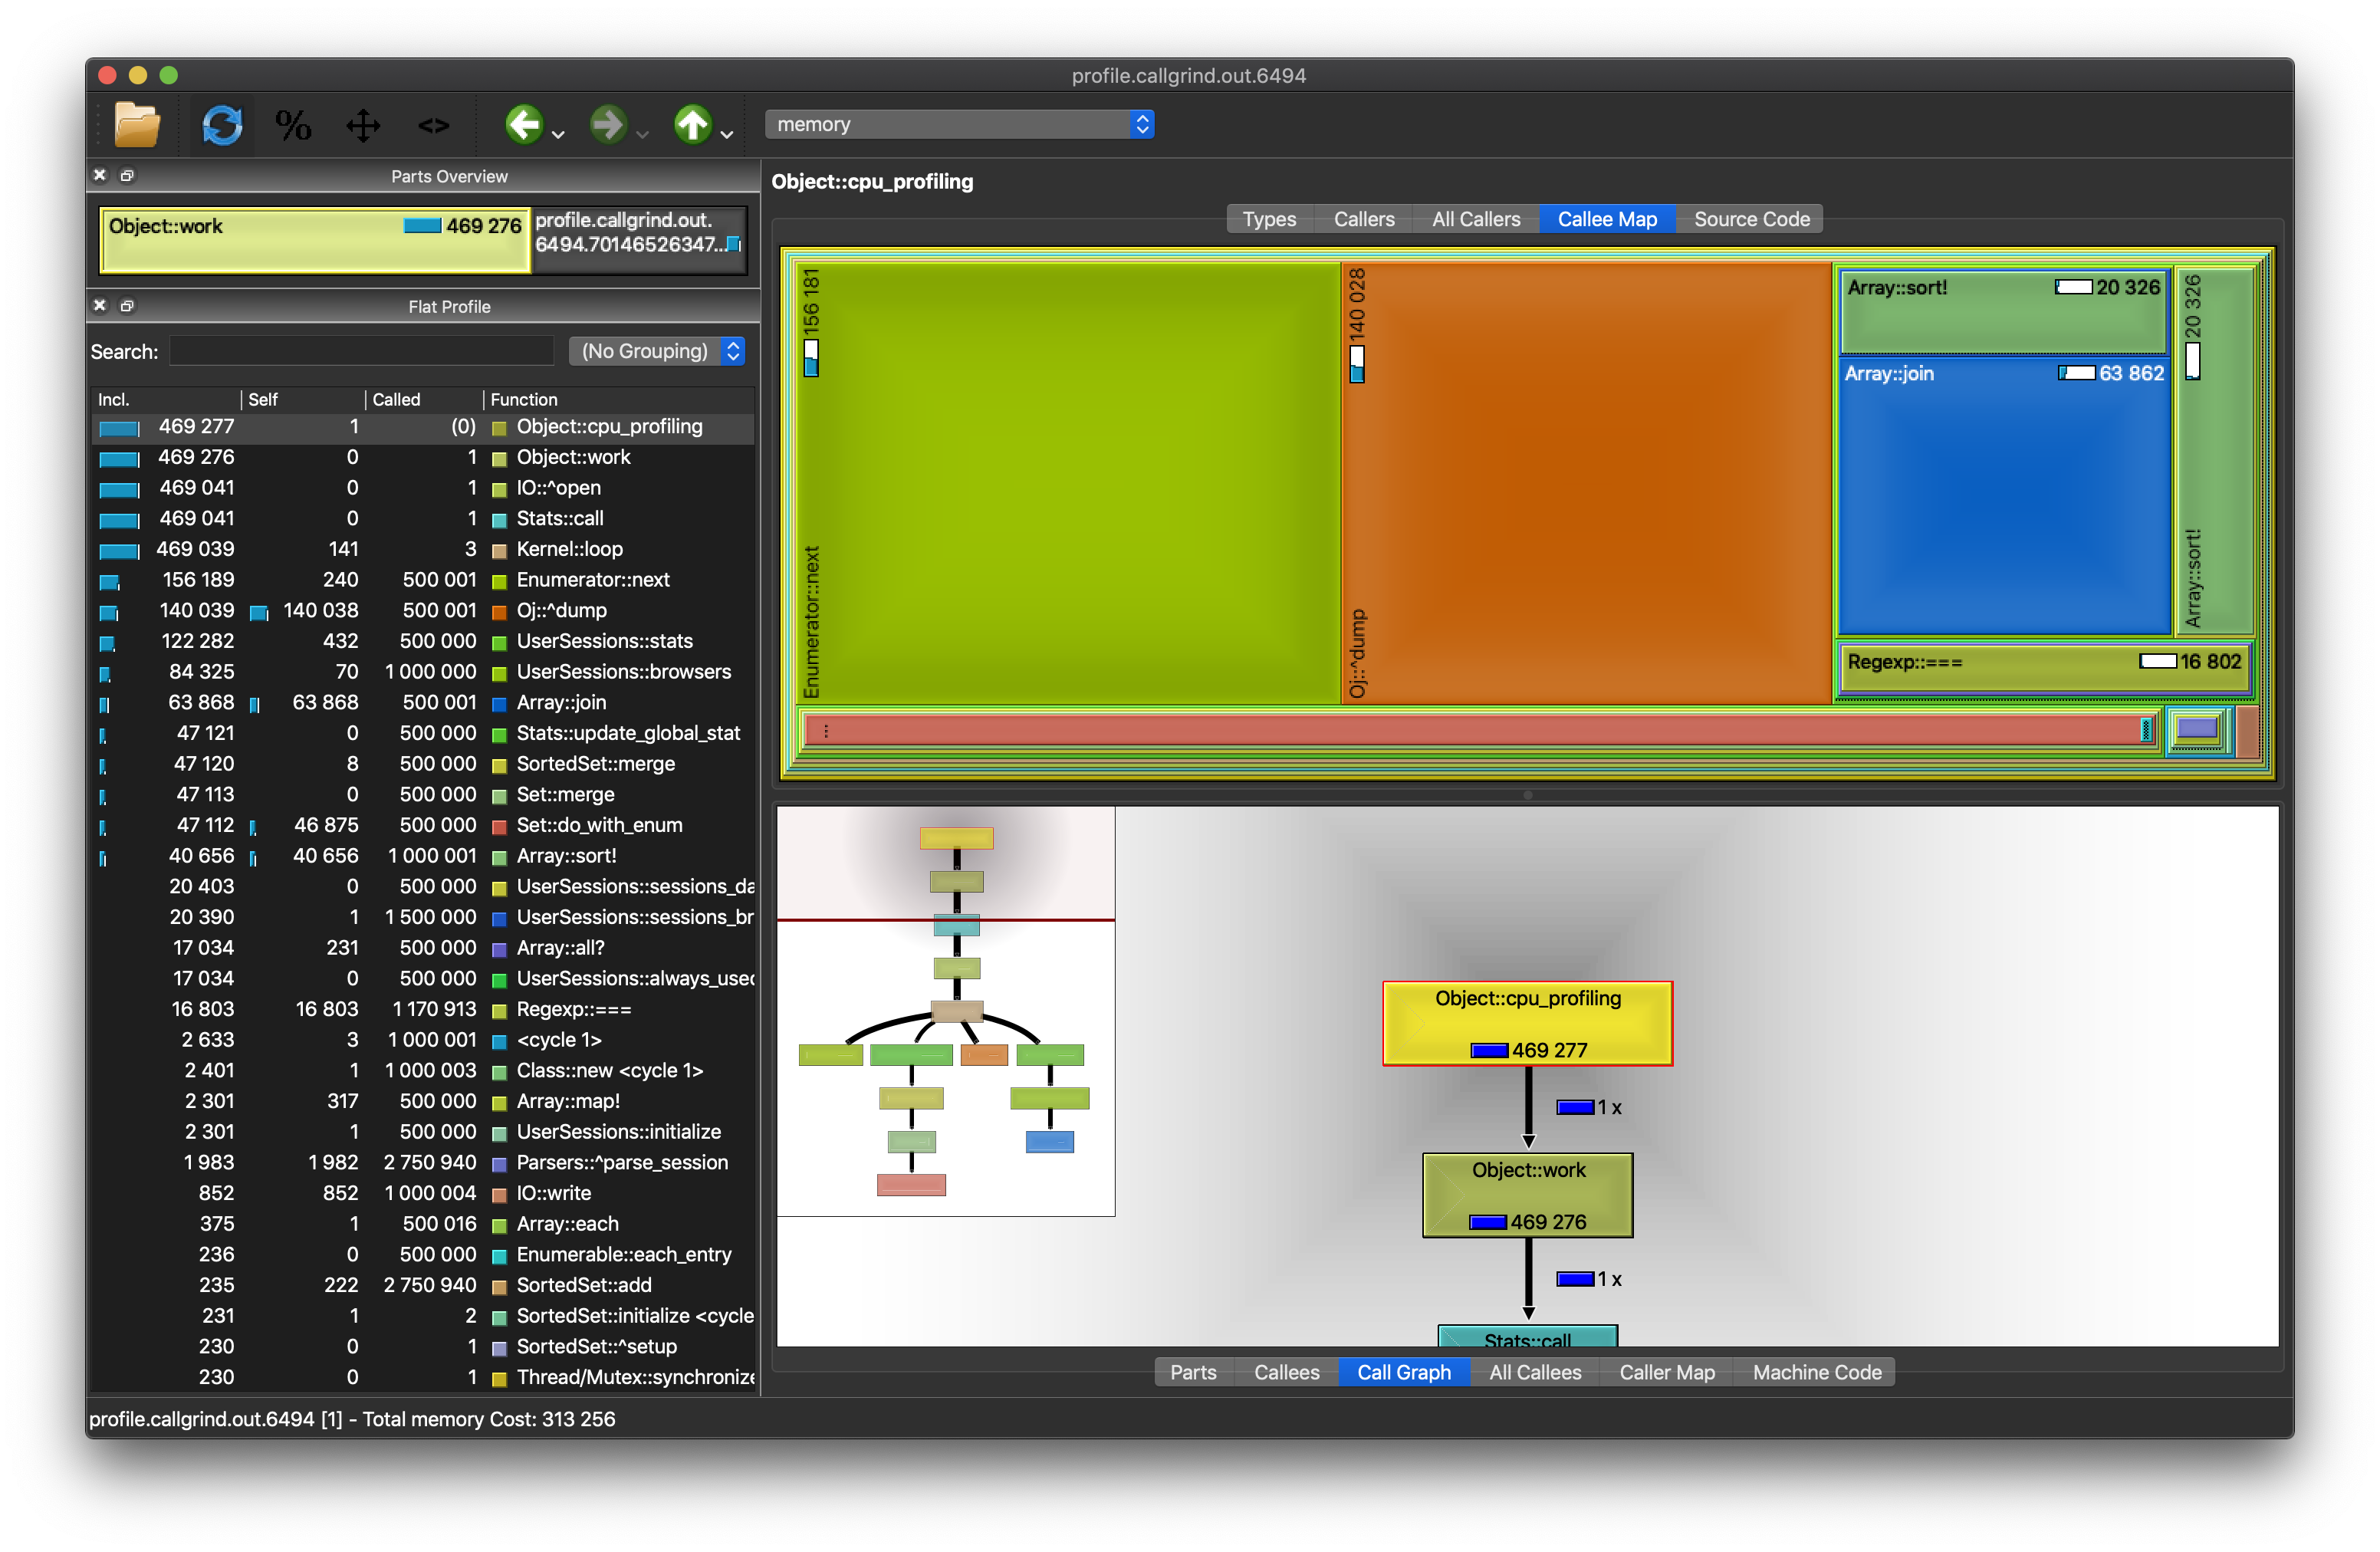 profile.callgrind.out.6494
%
<>
memory
Parts Overview
Object::work 469 276
profile.callgrind.out.
6494.70146526347...
Flat Profile
Search:
(No Grouping)
Incl. Self Called Function
469 277 1 (0) Object::cpu_profiling
469 276 0 1 Object::work
469 041 0 1 IO::^open
469 041 0 1 Stats::call
469 039 141 3 Kernel::loop
156 189 240 500 001 Enumerator::next
140 039 140 038 500 001 Oj::^dump
122 282 432 500 000 UserSessions::stats
84 325 70 1 000 000 UserSessions::browsers
63 868 63 868 500 001 Array::join
47 121 0 500 000 Stats::update_global_stat
47 120 8 500 000 SortedSet::merge
47 113 0 500 000 Set::merge
47 112 46 875 500 000 Set::do_with_enum
40 656 40 656 1 000 001 Array::sort!
20 403 0 500 000 UserSessions::sessions_da
20 390 1 1 500 000 UserSessions::sessions_br
17 034 231 500 000 Array::all?
17 034 0 500 000 UserSessions::always_used
16 803 16 803 1 170 913 Regexp::===
2 633 3 1 000 001 <cycle 1>
2 401 1 1 000 003 Class::new <cycle 1>
2 301 317 500 000 Array::map!
2 301 1 500 000 UserSessions::initialize
1 983 1 982 2 750 940 Parsers::^parse_session
852 852 1 000 004 IO::write
375 1 500 016 Array::each
236 0 500 000 Enumerable::each_entry
235 222 2 750 940 SortedSet::add
231 1 2 SortedSet::initialize <cycle
230 0 1 SortedSet::^setup
230 0 1 Thread/Mutex::synchronize
profile.callgrind.out.6494 [1] - Total memory Cost: 313 256
Object::cpu_profiling
Types Callers All Callers Callee Map Source Code
Enumerator::next 156 181
Oj::^dump 140 028
Array::sort! 20 326
Array::join 63 862
Array::sort! 20 326
Regexp::=== 16 802
...
Object::cpu_profiling
469 277
1 x
Object::work
469 276
1 x
Stats::call
Parts Callees Call Graph All Callees Caller Map Machine Code